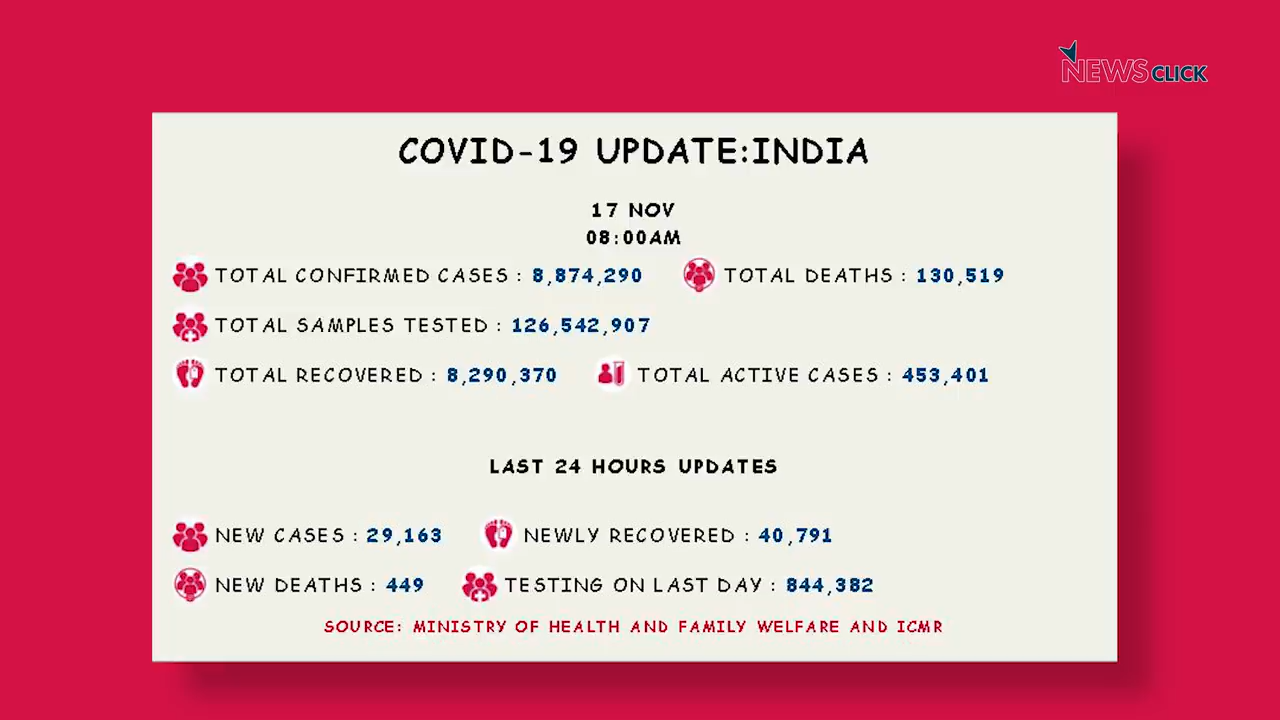 NEWSCLICK
COVID-19 UPDATE:INDIA
17 NOV
08:00AM
TOTAL CONFIRMED CASES : 8,874,290 TOTAL DEATHS : 130,519
TOTAL SAMPLES TESTED : 126,542,907
TOTAL RECOVERED : 8,290,370 TOTAL ACTIVE CASES : 453,401
LAST 24 HOURS UPDATES
NEW CASES : 29,163 NEWLY RECOVERED : 40,791
NEW DEATHS : 449 TESTING ON LAST DAY : 844,382
SOURCE: MINISTRY OF HEALTH AND FAMILY WELFARE AND ICMR